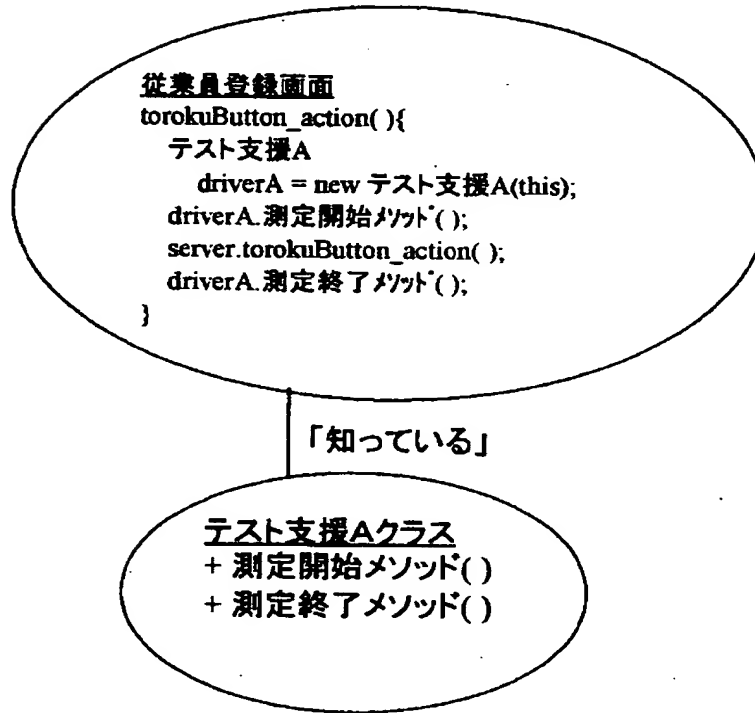 従業員登録画面
torokuButton_action( ){
テスト支援A
driverA = new テスト支援A(this);
driverA.測定開始ﾒｿｯﾄﾞ( );
server.torokuButton_action( );
driverA.測定終了ﾒｿｯﾄﾞ( );
}
「知っている」
テスト支援Aクラス
+ 測定開始メソッド( )
+ 測定終了メソッド( )